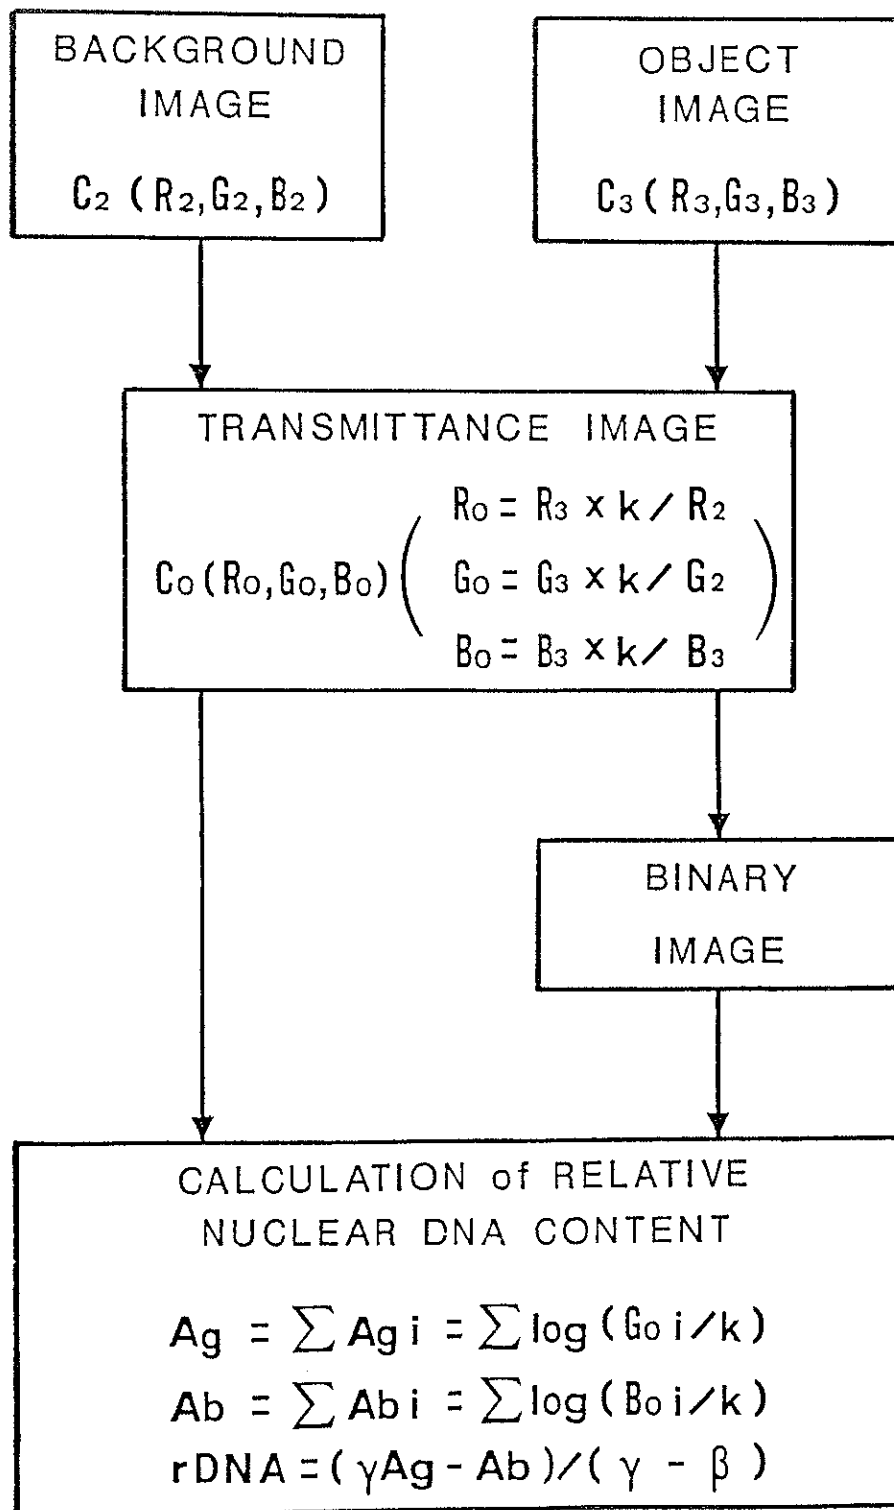 BACKGROUND
IMAGE
C2 (R2,G2,B2)
OBJECT
IMAGE
C3(R3,G3,B3)
TRANSMITTANCE IMAGE
R0 = R3 × k / R2
C0(R0,G0,B0) ( G0 = G3 × k / G2 )
B0 = B3 × k / B3
BINARY
IMAGE
CALCULATION of RELATIVE
NUCLEAR DNA CONTENT
Ag = ∑ Agi = ∑log(G0i/k)
Ab = ∑ Abi = ∑log(B0i/k)
rDNA=(γAg-Ab)/(γ-β)